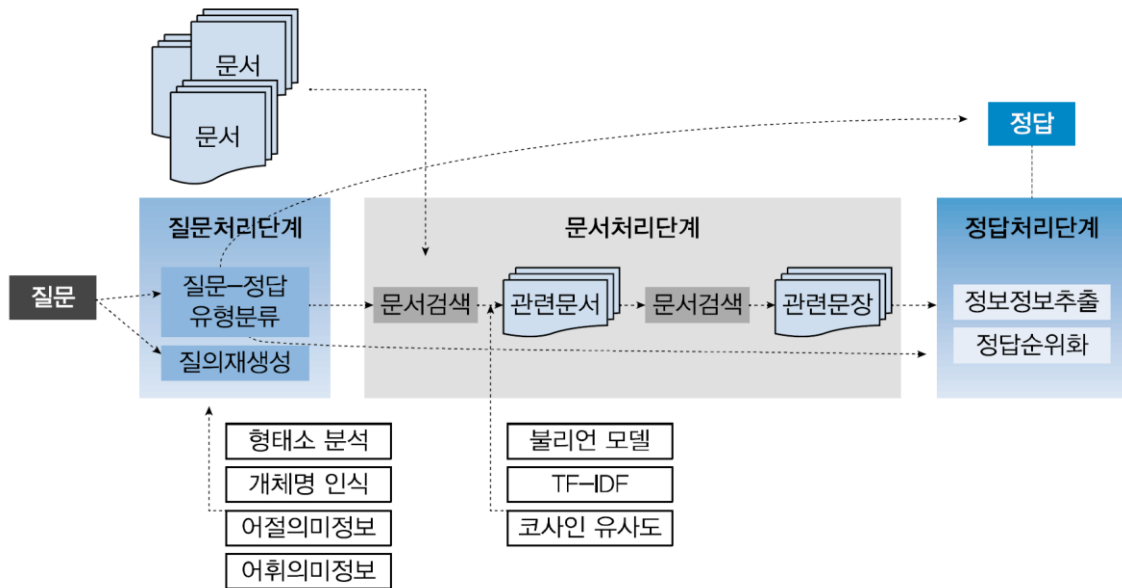 문서
문서
정답
질문처리단계
문서처리단계
정답처리단계
질문
질문–정답
유형분류
질의재생성
문서검색
관련문서
문서검색
관련문장
정보정보추출
정답순위화
형태소 분석
개체명 인식
어절의미정보
어휘의미정보
불리언 모델
TF–IDF
코사인 유사도